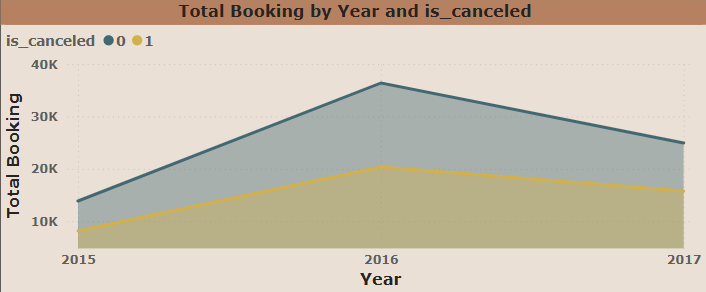 Total Booking by Year and is_canceled
is_canceled 0 1
40K
30K
20K
10K
Total Booking
2015 2016 2017
Year